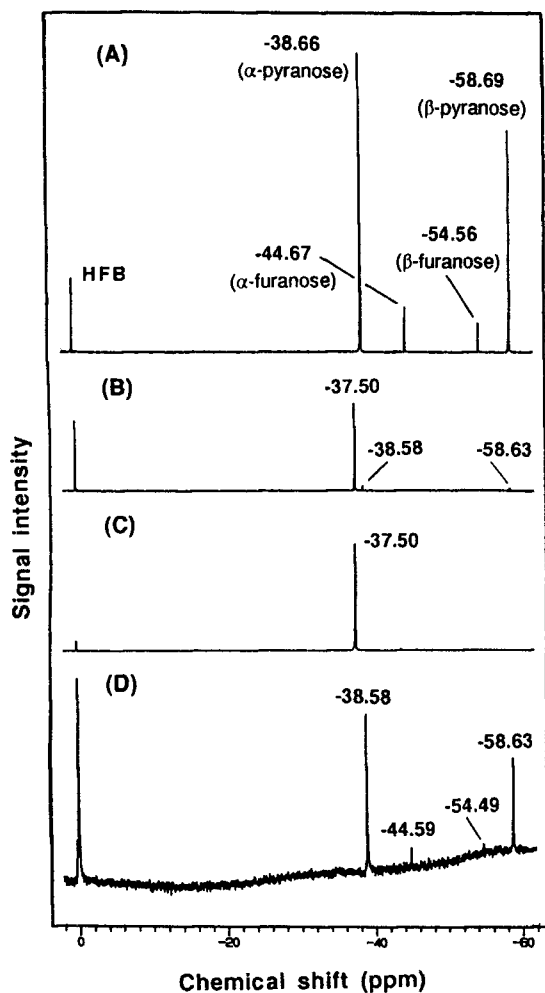 (A)
-38.66
(α-pyranose)
-58.69
(β-pyranose)
-44.67
(α-furanose)
-54.56
(β-furanose)
HFB
(B)
-37.50
-38.58
-58.63
(C)
-37.50
(D)
-38.58
-58.63
-44.59
-54.49
Signal intensity
0
-20
-40
-60
Chemical shift (ppm)